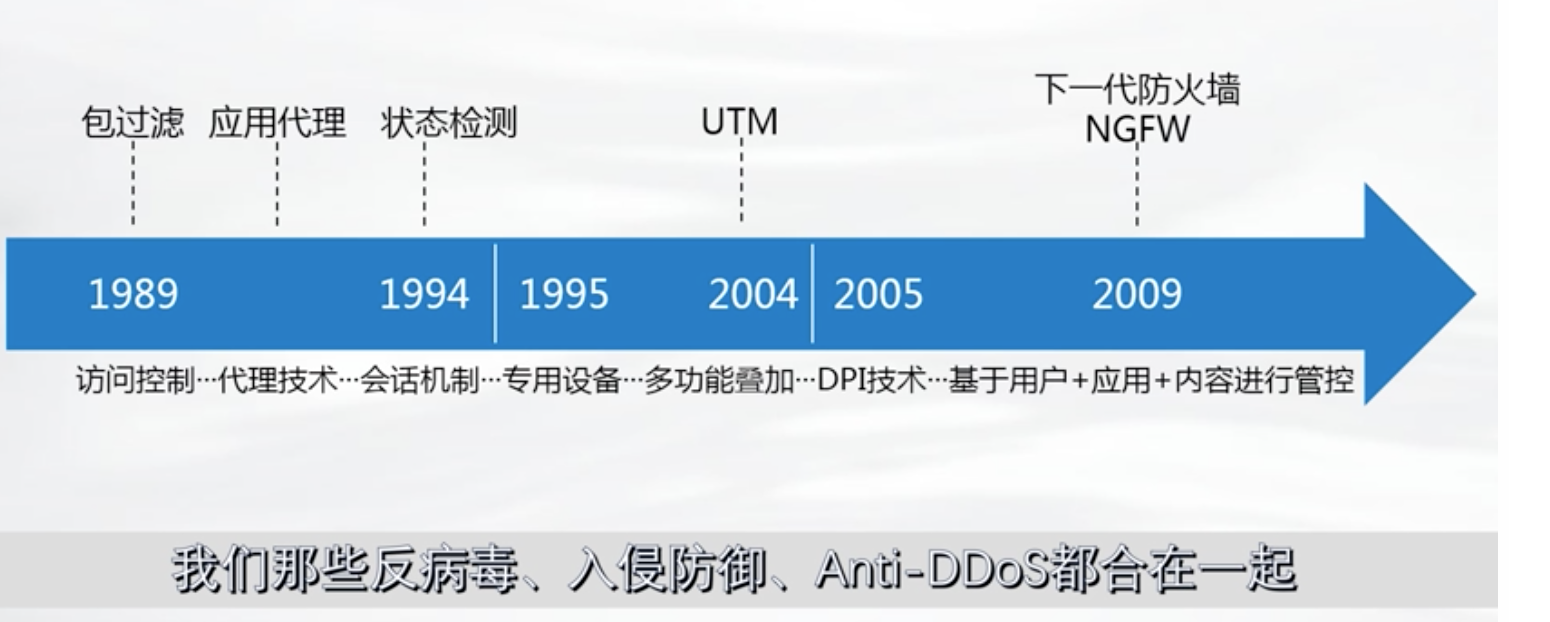 下一代防火墙
包过滤 应用代理 状态检测 UTM NGFW
1989 1994 1995 2004 2005 2009
访问控制···代理技术···会话机制···专用设备···多功能叠加···DPI技术···基于用户+应用+内容进行管控
我们那些反病毒、入侵防御、Anti-DDoS都合在一起